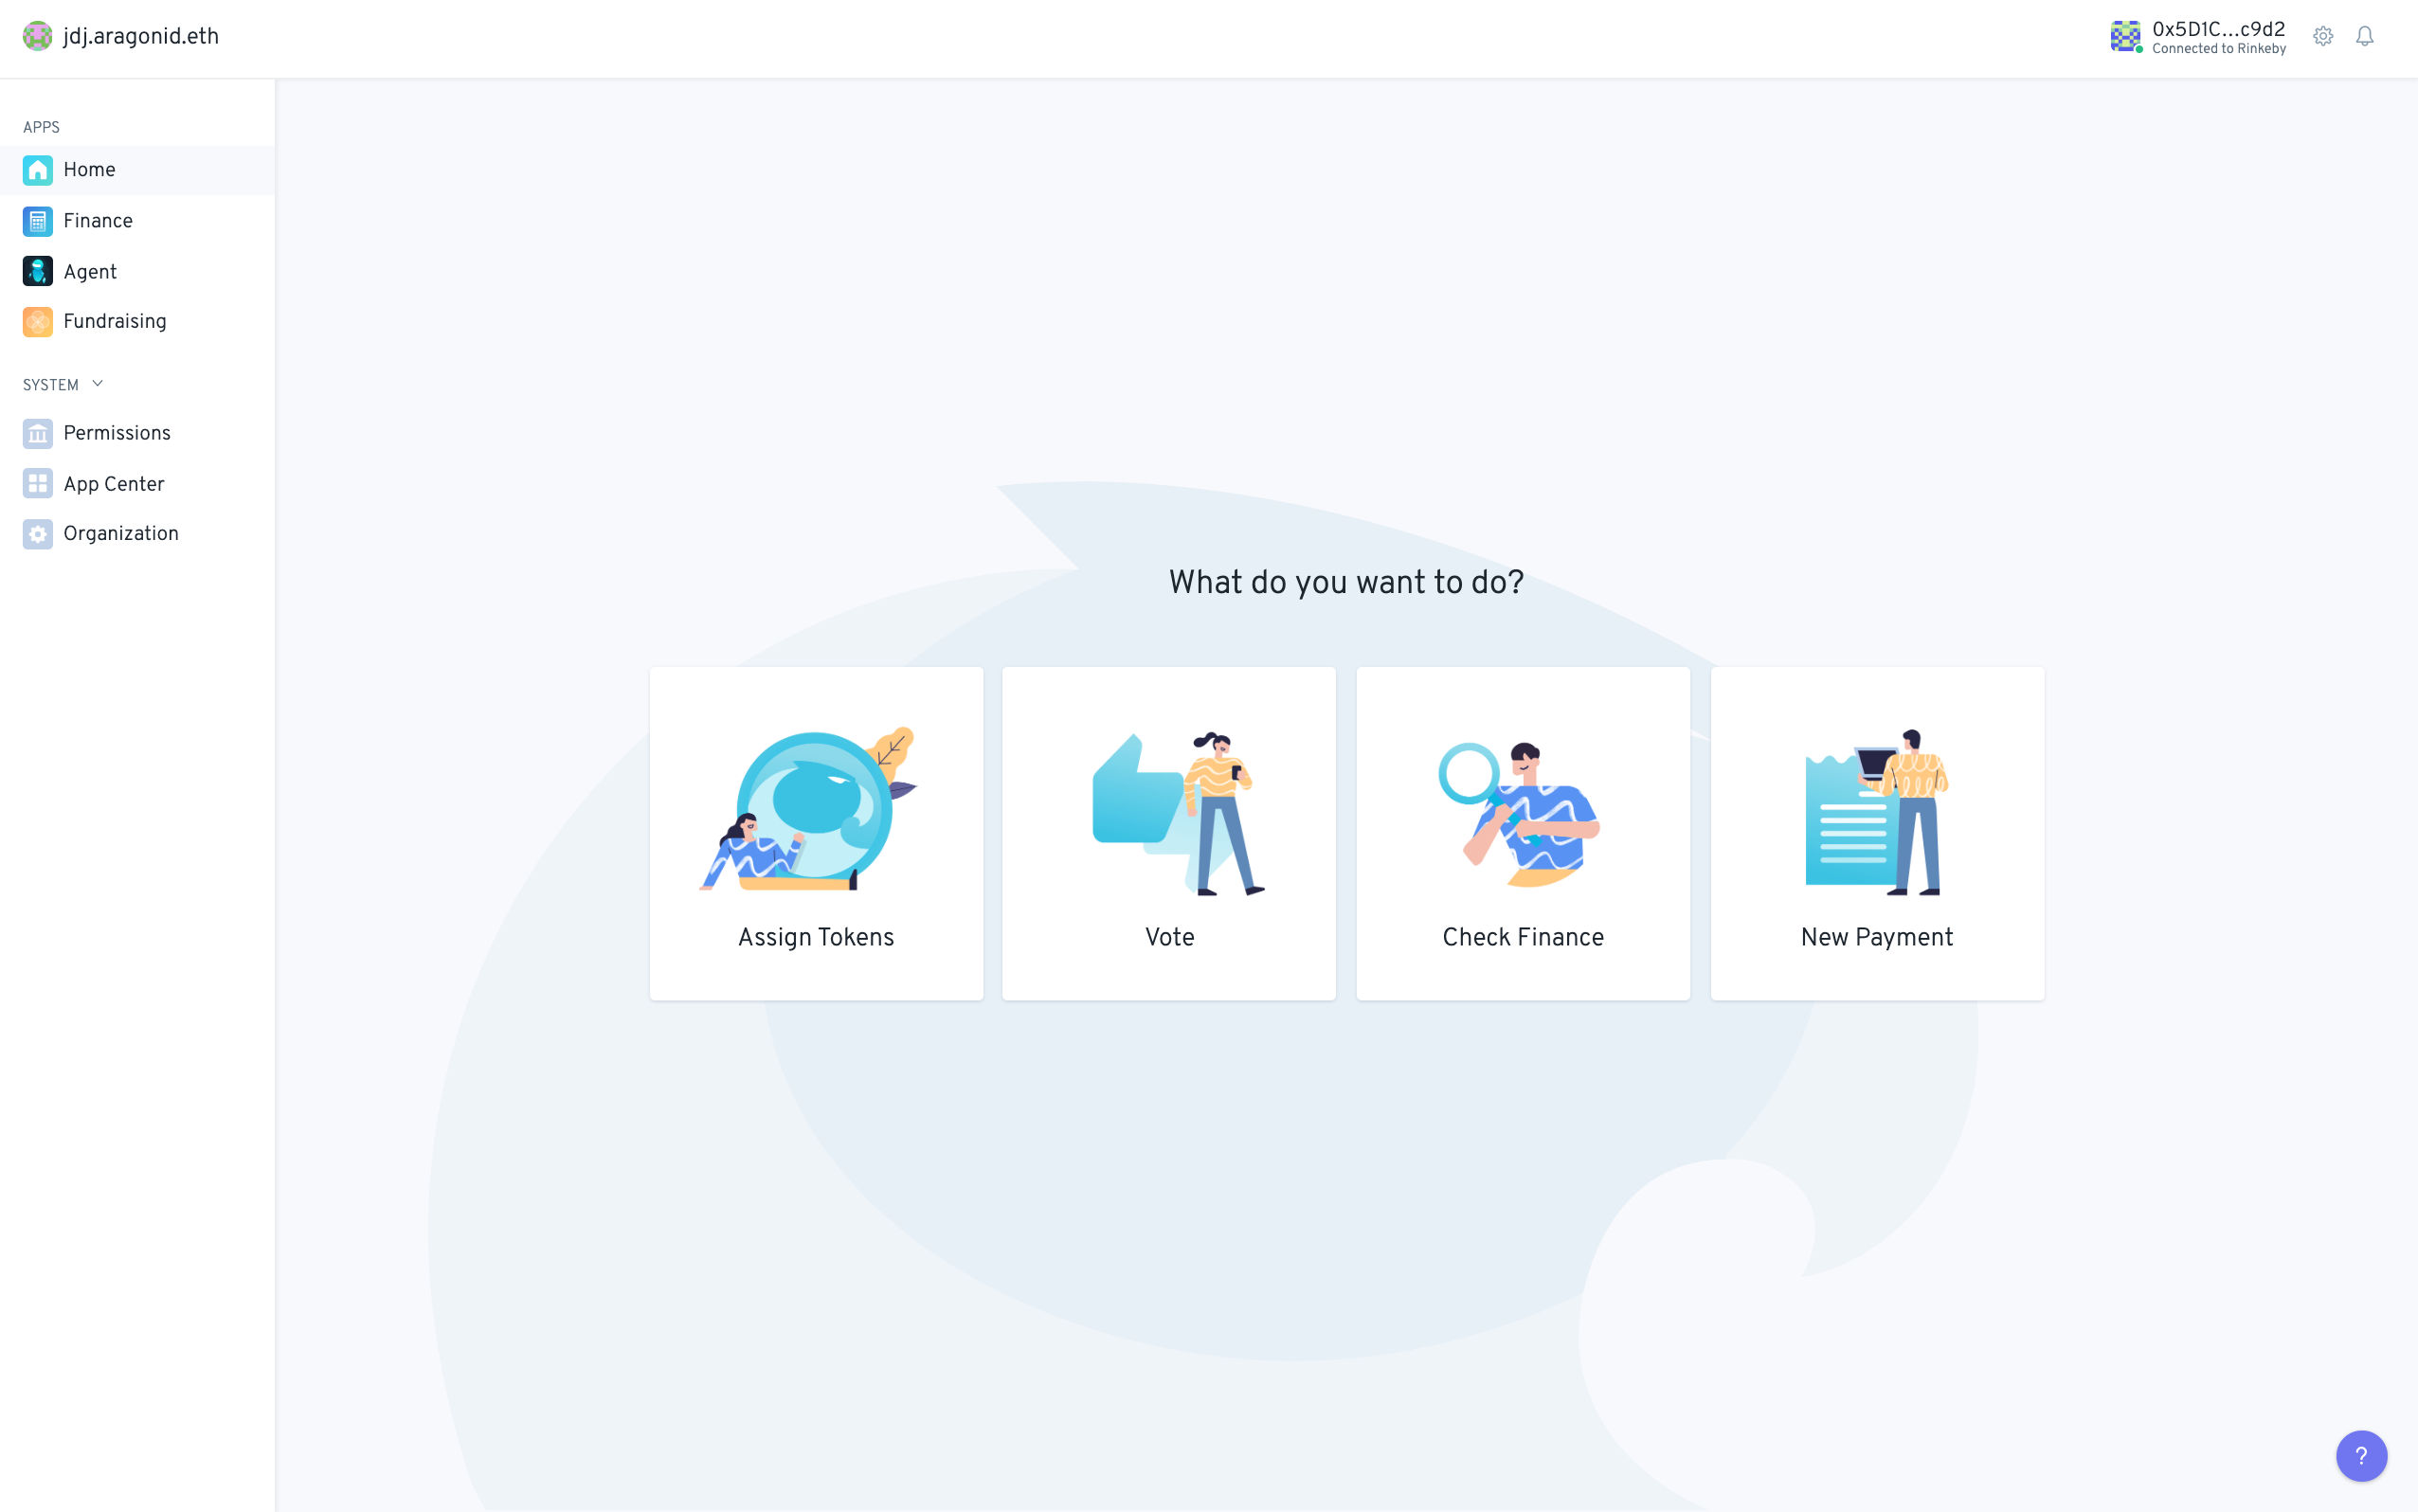 jdj.aragonid.eth
0x5D1C...c9d2
Connected to Rinkeby
APPS
Home
Finance
Agent
Fundraising
SYSTEM
Permissions
App Center
Organization
What do you want to do?
Assign Tokens
Vote
Check Finance
New Payment
?